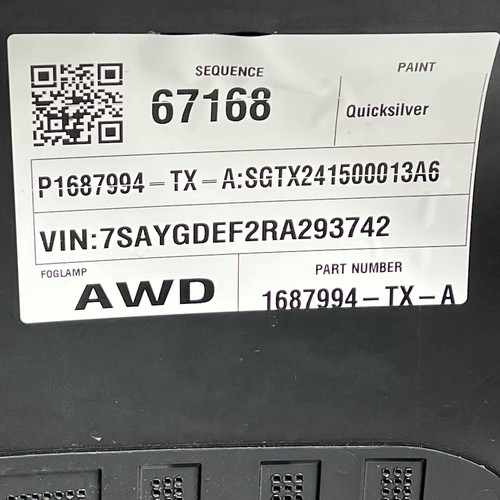 SEQUENCE
67168
PAINT
Quicksilver
P1687994-TX-A:SGTX241500013A6
VIN:7SAYGDEF2RA293742
FOGLAMP
AWD
PART NUMBER
1687994-TX-A